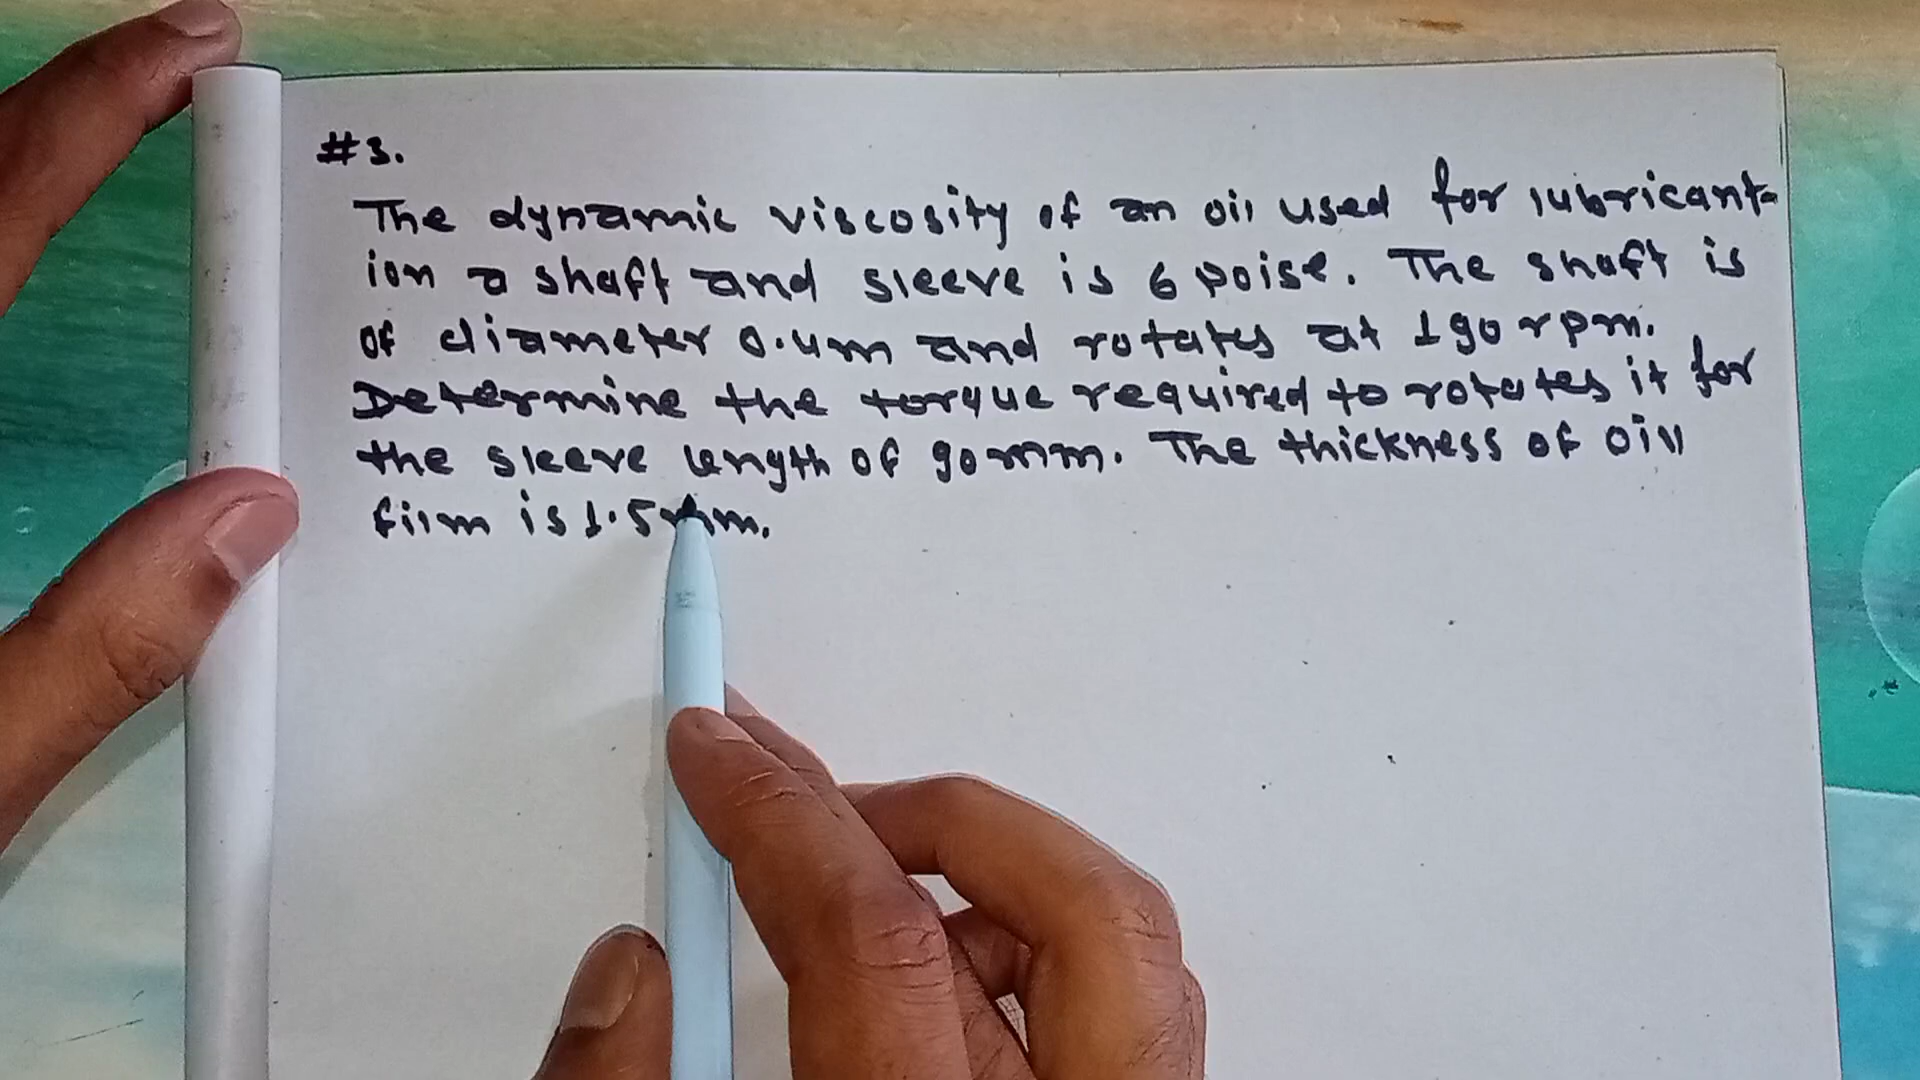 #3.
The dynamic viscosity of an oil used for lubricant-
ion a shaft and sleeve is 6 poise. The shaft is
of diameter 0.4m and rotates at 190 rpm.
Determine the torque required to rotates it for
the sleeve length of 90mm. The thickness of oil
film is 1.5mm.